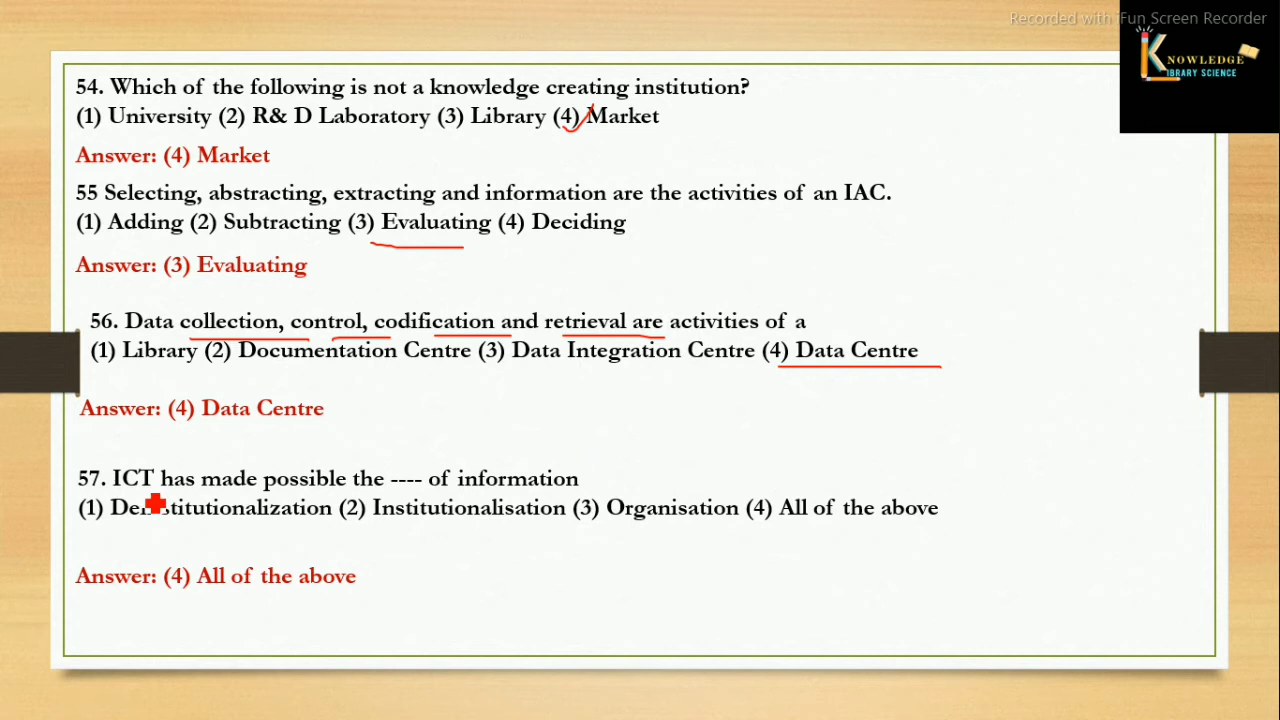 Recorded with iFun Screen Recorder
KNOWLEDGE
LIBRARY SCIENCE
54. Which of the following is not a knowledge creating institution?
(1) University (2) R& D Laboratory (3) Library (4) Market
Answer: (4) Market
55 Selecting, abstracting, extracting and information are the activities of an IAC.
(1) Adding (2) Subtracting (3) Evaluating (4) Deciding
Answer: (3) Evaluating
56. Data collection, control, codification and retrieval are activities of a
(1) Library (2) Documentation Centre (3) Data Integration Centre (4) Data Centre
Answer: (4) Data Centre
57. ICT has made possible the ---- of information
(1) (2) Institutionalisation (3) Organisation (4) All of the above
Answer: (4) All of the above